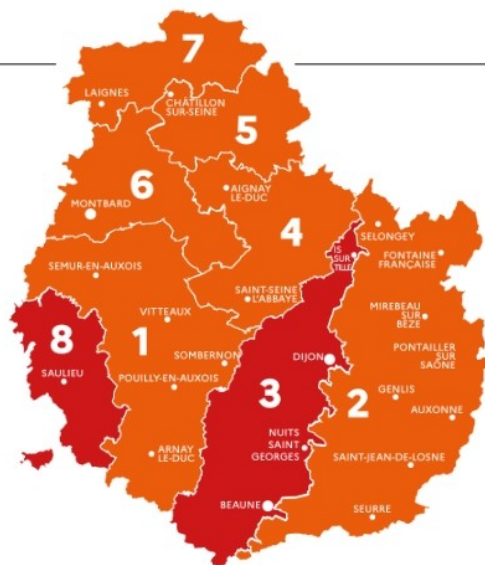 7
LAIGNES
CHÂTILLON
SUR-SEINE
5
6
AIGNAY
LE-DUC
MONTBARD
4
SELONGEY
IS
SUR
TILLE
FONTAINE
FRANÇAISE
SEMUR-EN-AUXOIS
SAINT-SEINE
L'ABBAYE
VITTEAUX
MIREBEAU
SUR
BÈZE
8
1
SOMBERNON
DIJON
PONTAILLER
SUR
SAÔNE
SAULIEU
POUILLY-EN-AUXOIS
3
2
GENLIS
AUXONNE
NUITS
SAINT
GEORGES
ARNAY
LE-DUC
SAINT-JEAN-DE-LOSNE
BEAUNE
SEURRE